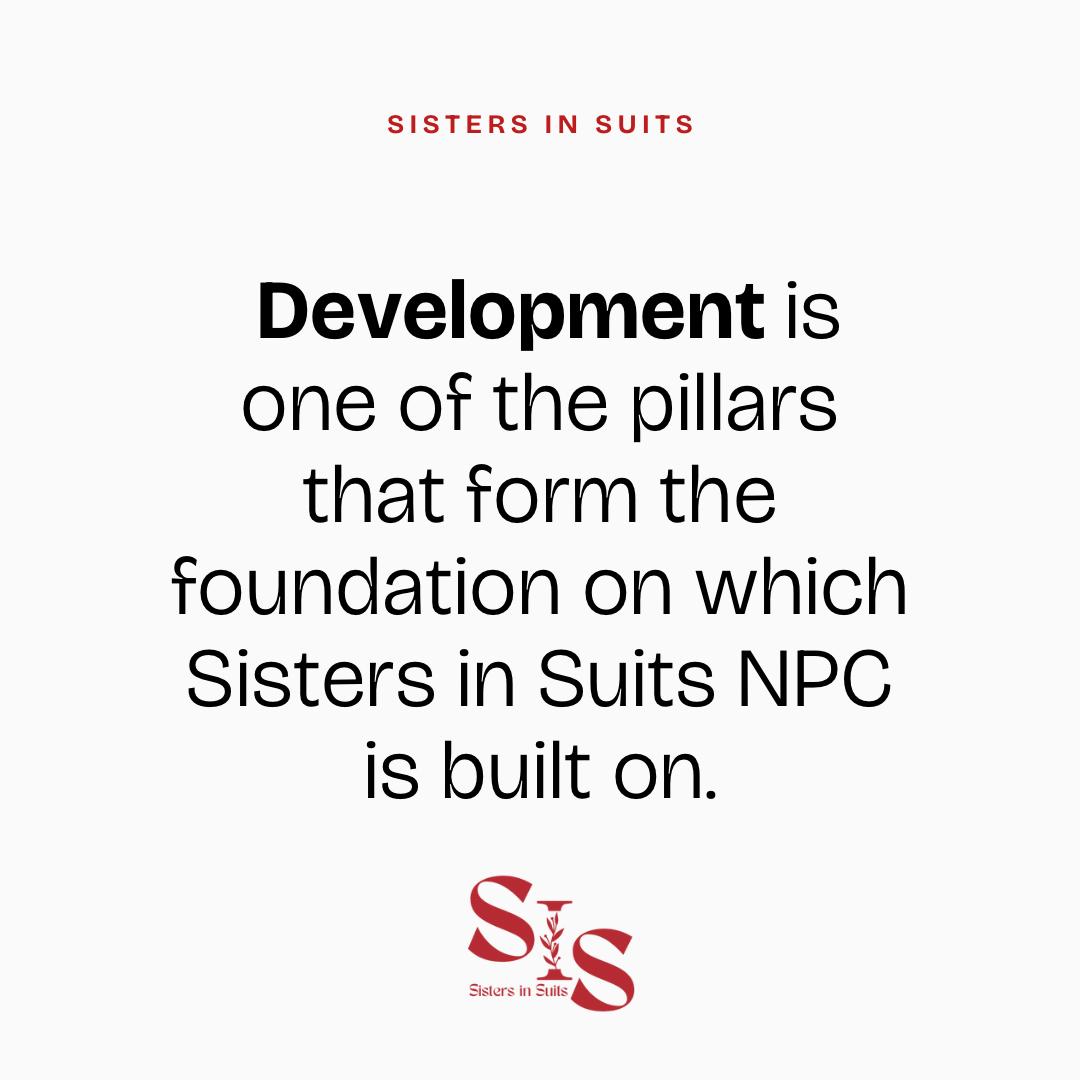 SISTERS IN SUITS
Development is
one of the pillars
that form the
foundation on which
Sisters in Suits NPC
is built on.
SIS
Sisters in Suits